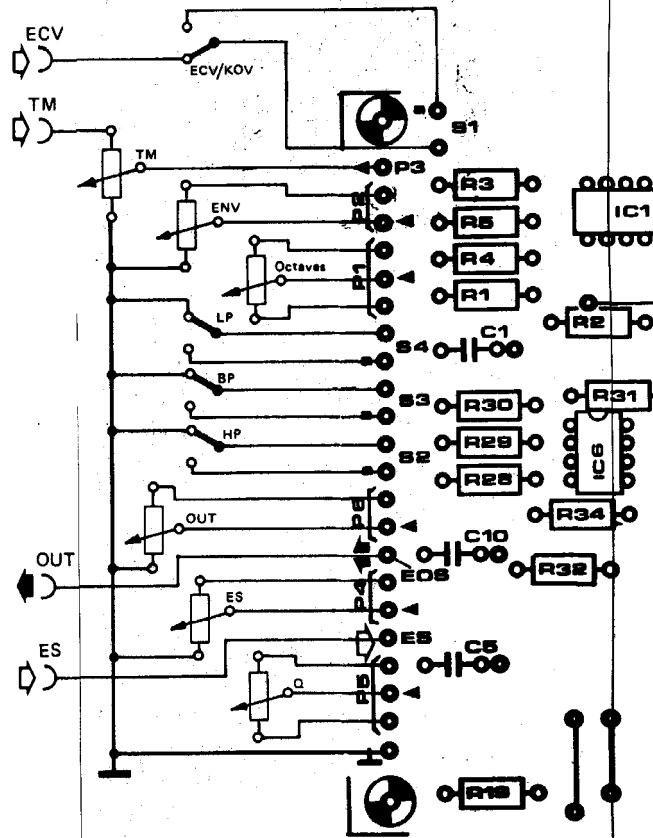 ECV
ECV/KOV
S1
TM
TM
P3
R3
ENV
P2
R5
IC1
R4
Octaves
P1
R1
LP
R2
S4
C1
BP
S3
R31
R30
HP
R29
IC6
S2
R28
P6
R34
OUT
C10
OUT
EOS
R32
P4
ES
ES
ES
C5
P5
Q
R18